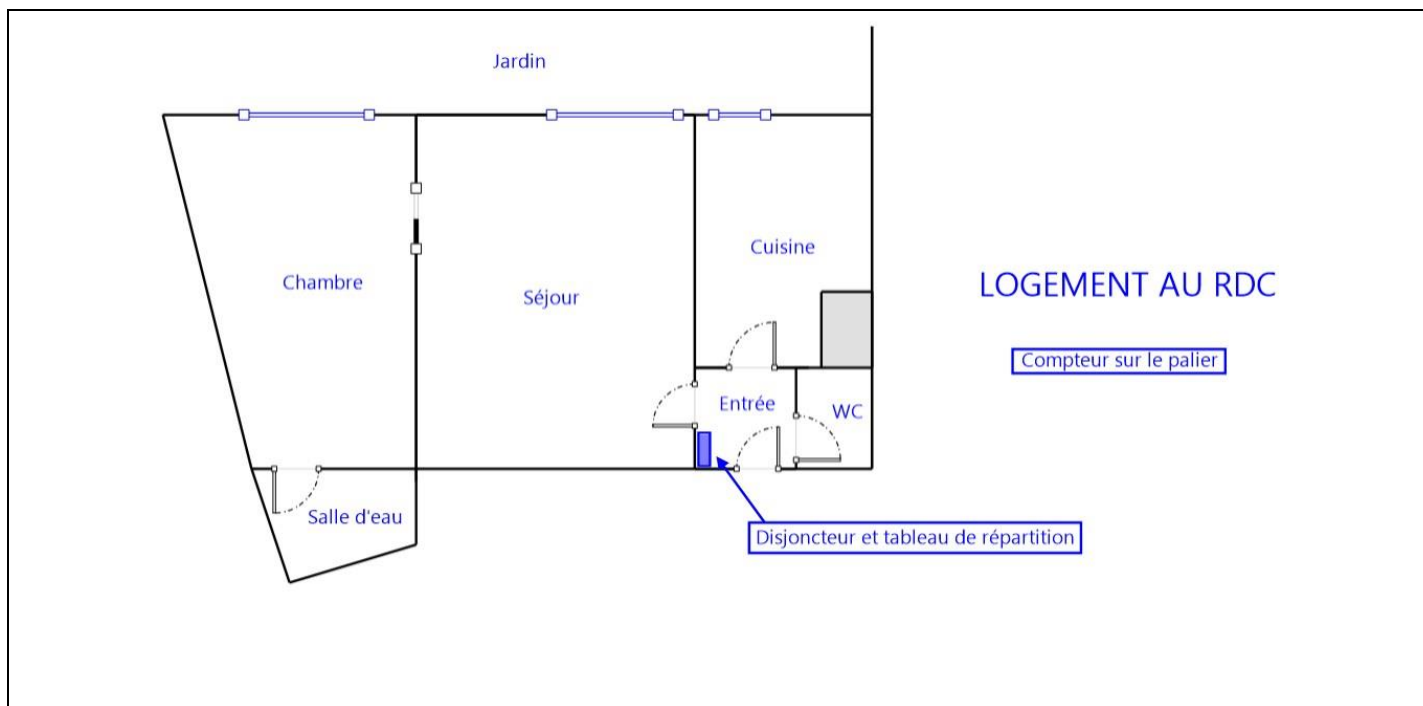 Jardin
Cuisine
Chambre
Séjour
LOGEMENT AU RDC
Compteur sur le palier
Entrée
WC
Salle d'eau
Disjoncteur et tableau de répartition